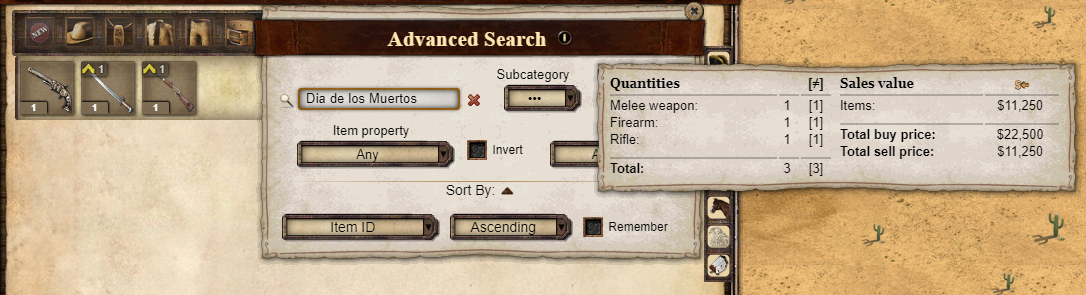 NEW
1
1
1
1
1
Advanced Search
Subcategory
•••
Dia de los Muertos
Item property
Any
Invert
A
Sort By:
Item ID
Ascending
Remember
Quantities [≠]
Melee weapon: 1 [1]
Firearm: 1 [1]
Rifle: 1 [1]
Total: 3 [3]
Sales value
Items: $11,250
Total buy price: $22,500
Total sell price: $11,250